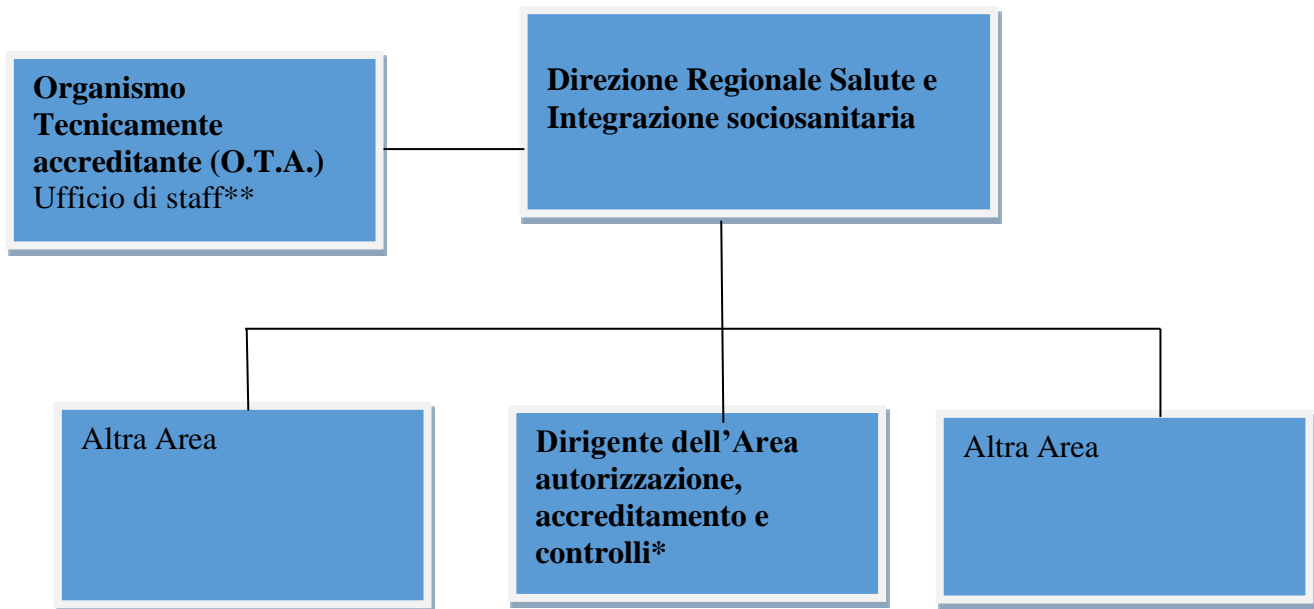 Organismo
Tecnicamente
accreditante (O.T.A.)
Ufficio di staff**
Direzione Regionale Salute e
Integrazione sociosanitaria
Altra Area
Dirigente dell’Area
autorizzazione,
accreditamento e
controlli*
Altra Area